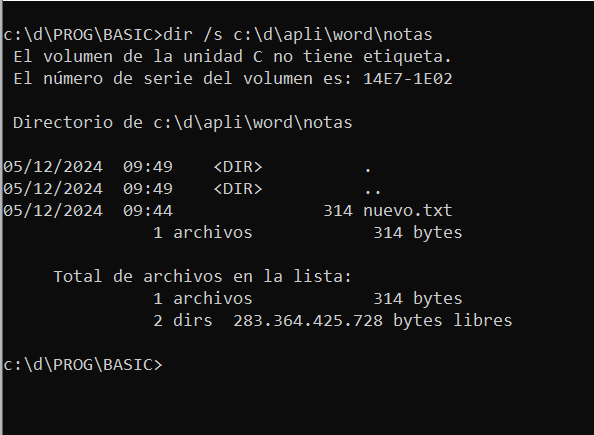 c:\d\PROG\BASIC>dir /s c:\d\apli\word\notas
El volumen de la unidad C no tiene etiqueta.
El número de serie del volumen es: 14E7-1E02
Directorio de c:\d\apli\word\notas
05/12/2024  09:49    <DIR>          .
05/12/2024  09:49    <DIR>          ..
05/12/2024  09:44               314 nuevo.txt
1 archivos            314 bytes
Total de archivos en la lista:
1 archivos            314 bytes
2 dirs  283.364.425.728 bytes libres
c:\d\PROG\BASIC>